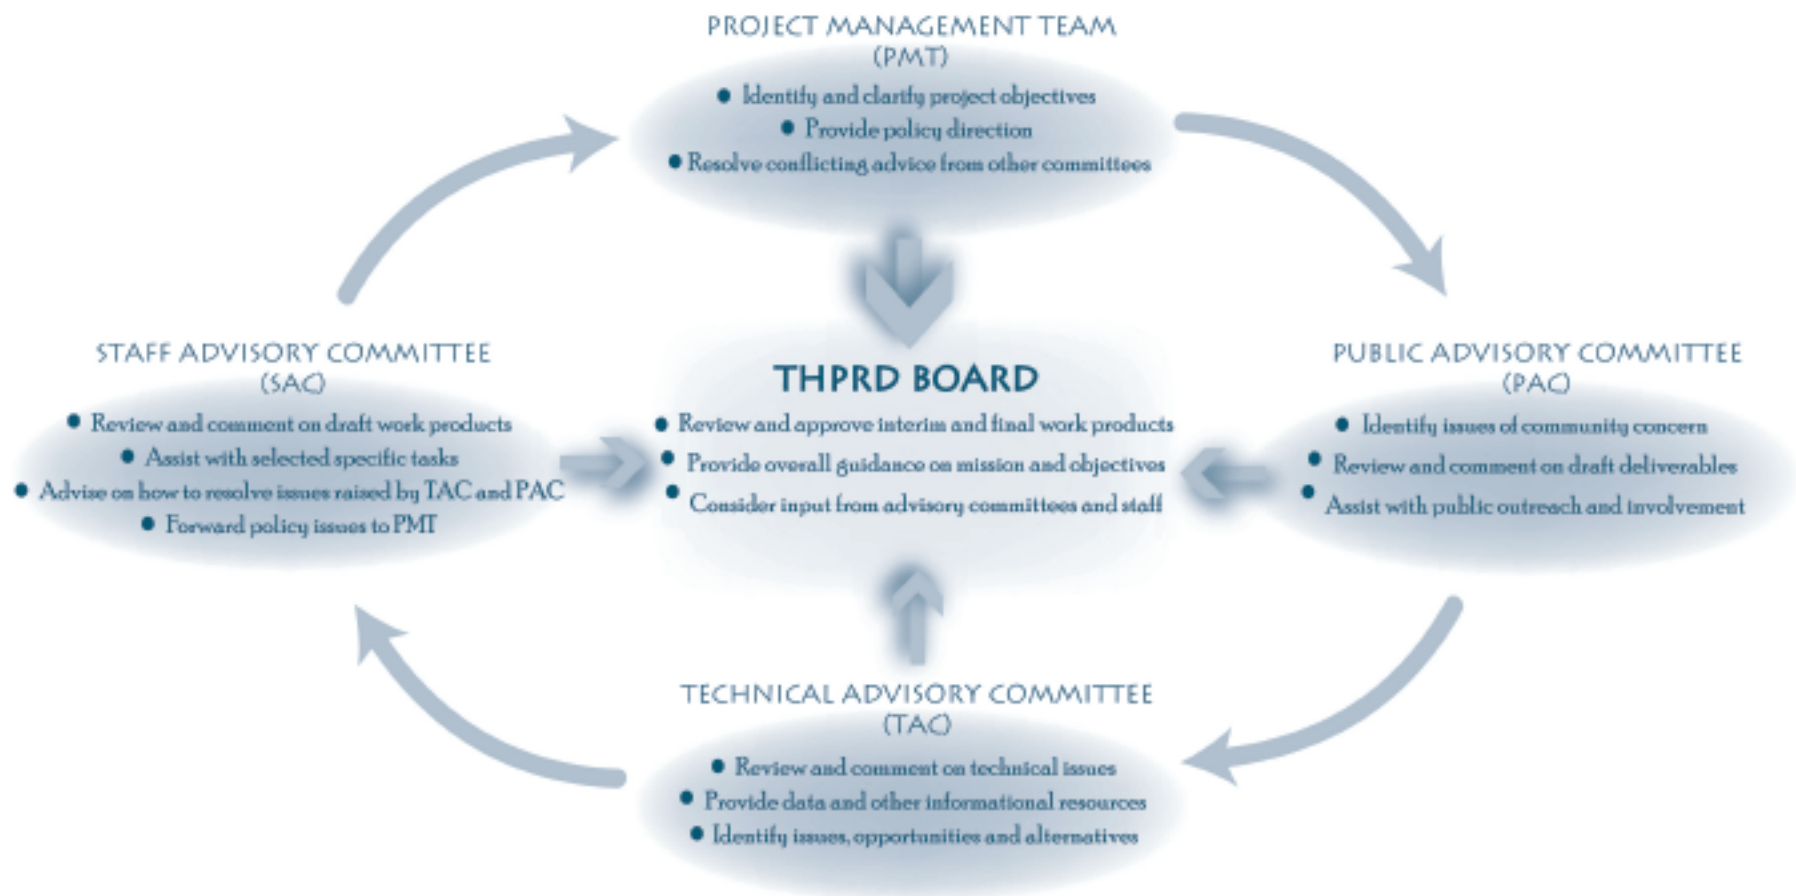 PROJECT MANAGEMENT TEAM
(PMT)
• Identify and clarify project objectives
• Provide policy direction
• Resolve conflicting advice from other committees
STAFF ADVISORY COMMITTEE
(SAC)
• Review and comment on draft work products
• Assist with selected specific tasks
• Advise on how to resolve issues raised by TAC and PAC
• Forward policy issues to PMT
THPRD BOARD
• Review and approve interim and final work products
• Provide overall guidance on mission and objectives
• Consider input from advisory committees and staff
PUBLIC ADVISORY COMMITTEE
(PAC)
• Identify issues of community concern
• Review and comment on draft deliverables
• Assist with public outreach and involvement
TECHNICAL ADVISORY COMMITTEE
(TAC)
• Review and comment on technical issues
• Provide data and other informational resources
• Identify issues, opportunities and alternatives